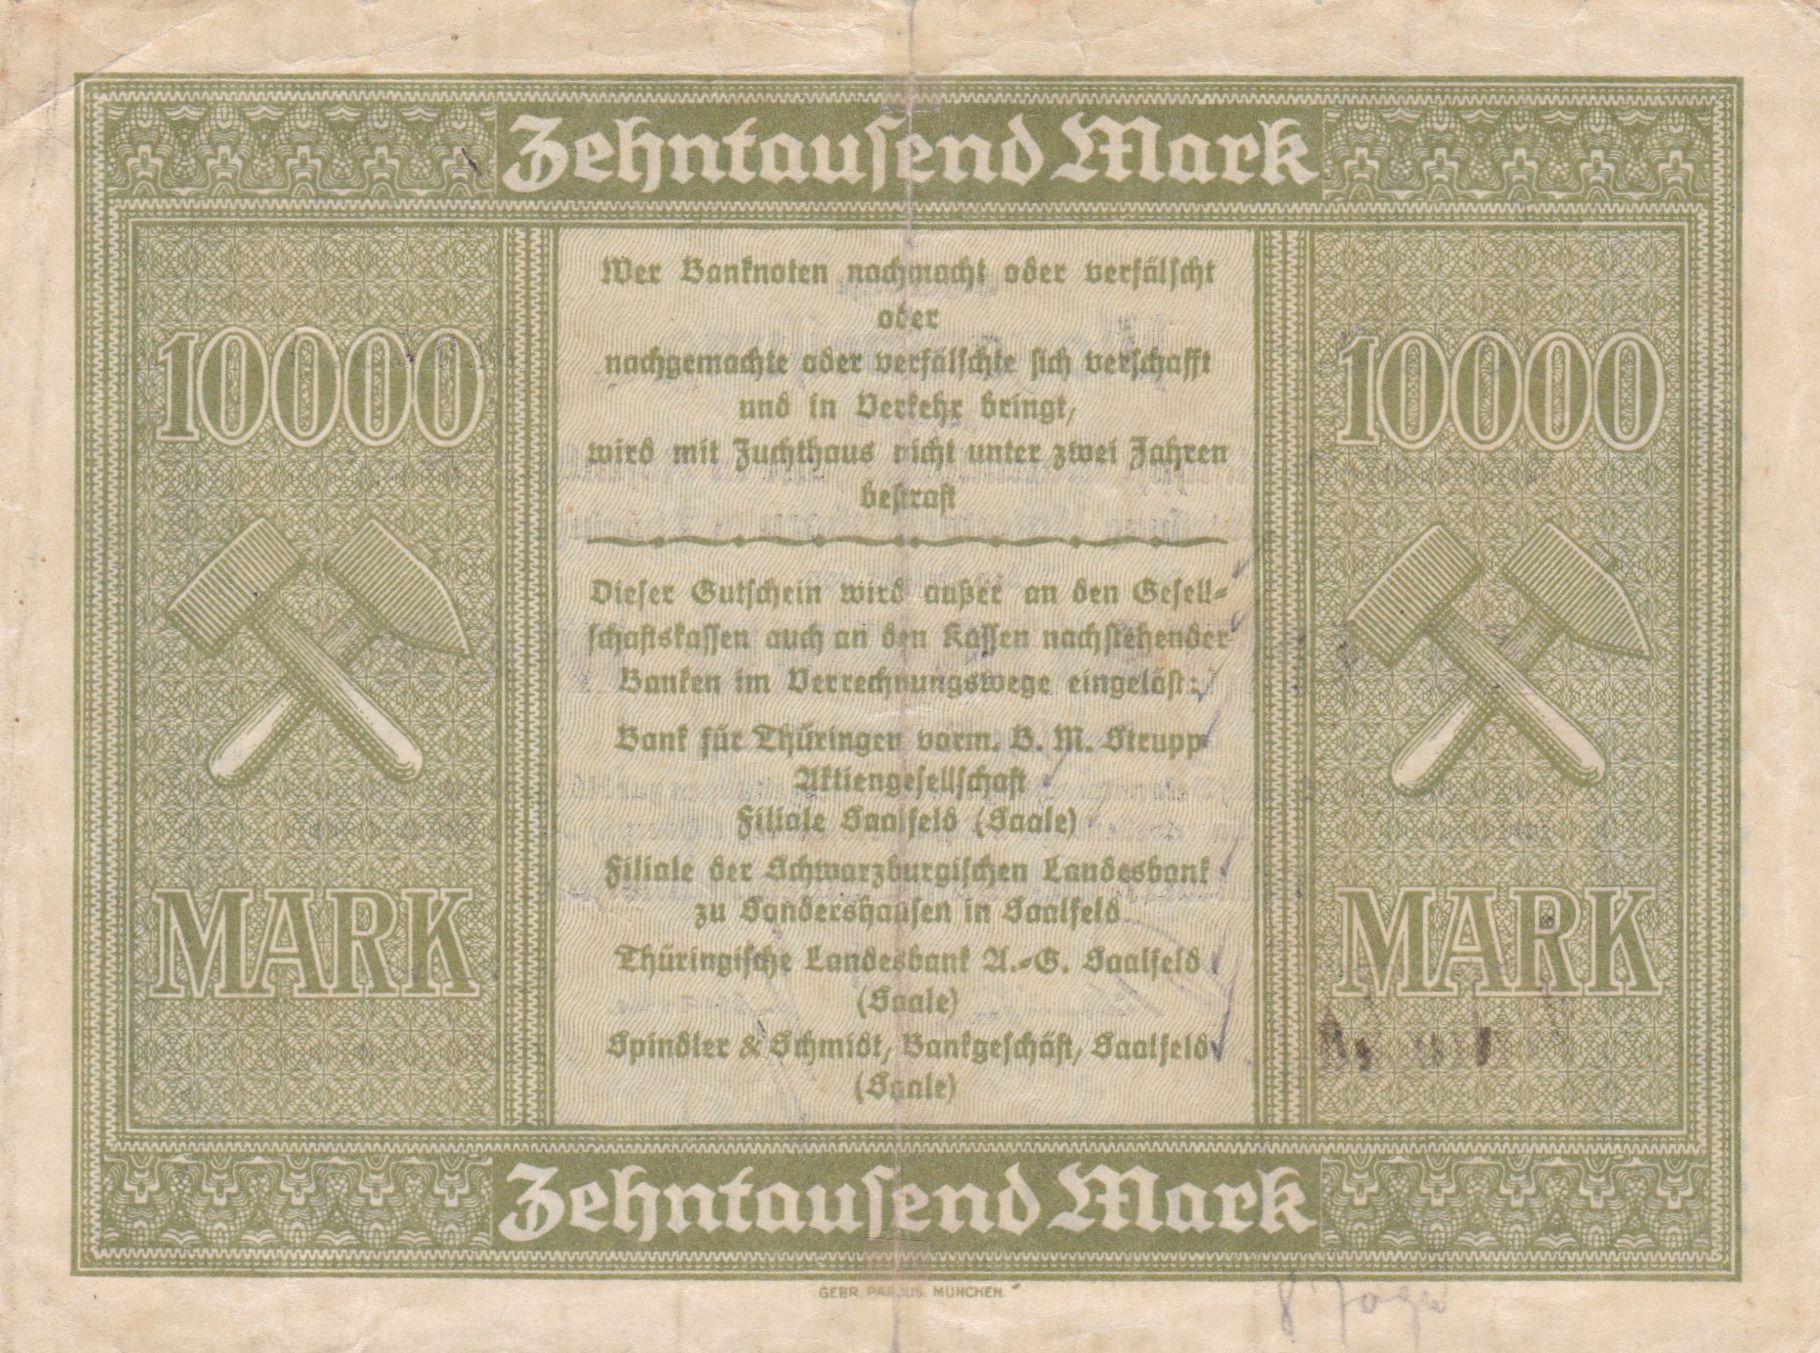 Zehntausend Mark
Wer Banknoten nachmacht oder verfälscht
oder
nachgemachte oder verfälschte sich verschafft
und in Verkehr bringt,
wird mit Zuchthaus nicht unter zwei Jahren
bestraft
10000
10000
Dieser Gutschein wird außer an den Gesell-
schaftskassen auch an den Kassen nachstehender
Banken im Verrechnungswege eingelöst:
Bank für Thüringen vorm. B. M. Strupp
Aktiengesellschaft
Filiale Saalfeld (Saale)
Filiale der Schwarzburgischen Landesbank
zu Sondershausen in Saalfeld
Thüringische Landesbank A.-G. Saalfeld
(Saale)
Spindler & Schmidt, Bankgeschäft, Saalfeld
(Saale)
MARK
MARK
Zehntausend Mark
GEBR. PARCUS, MÜNCHEN.